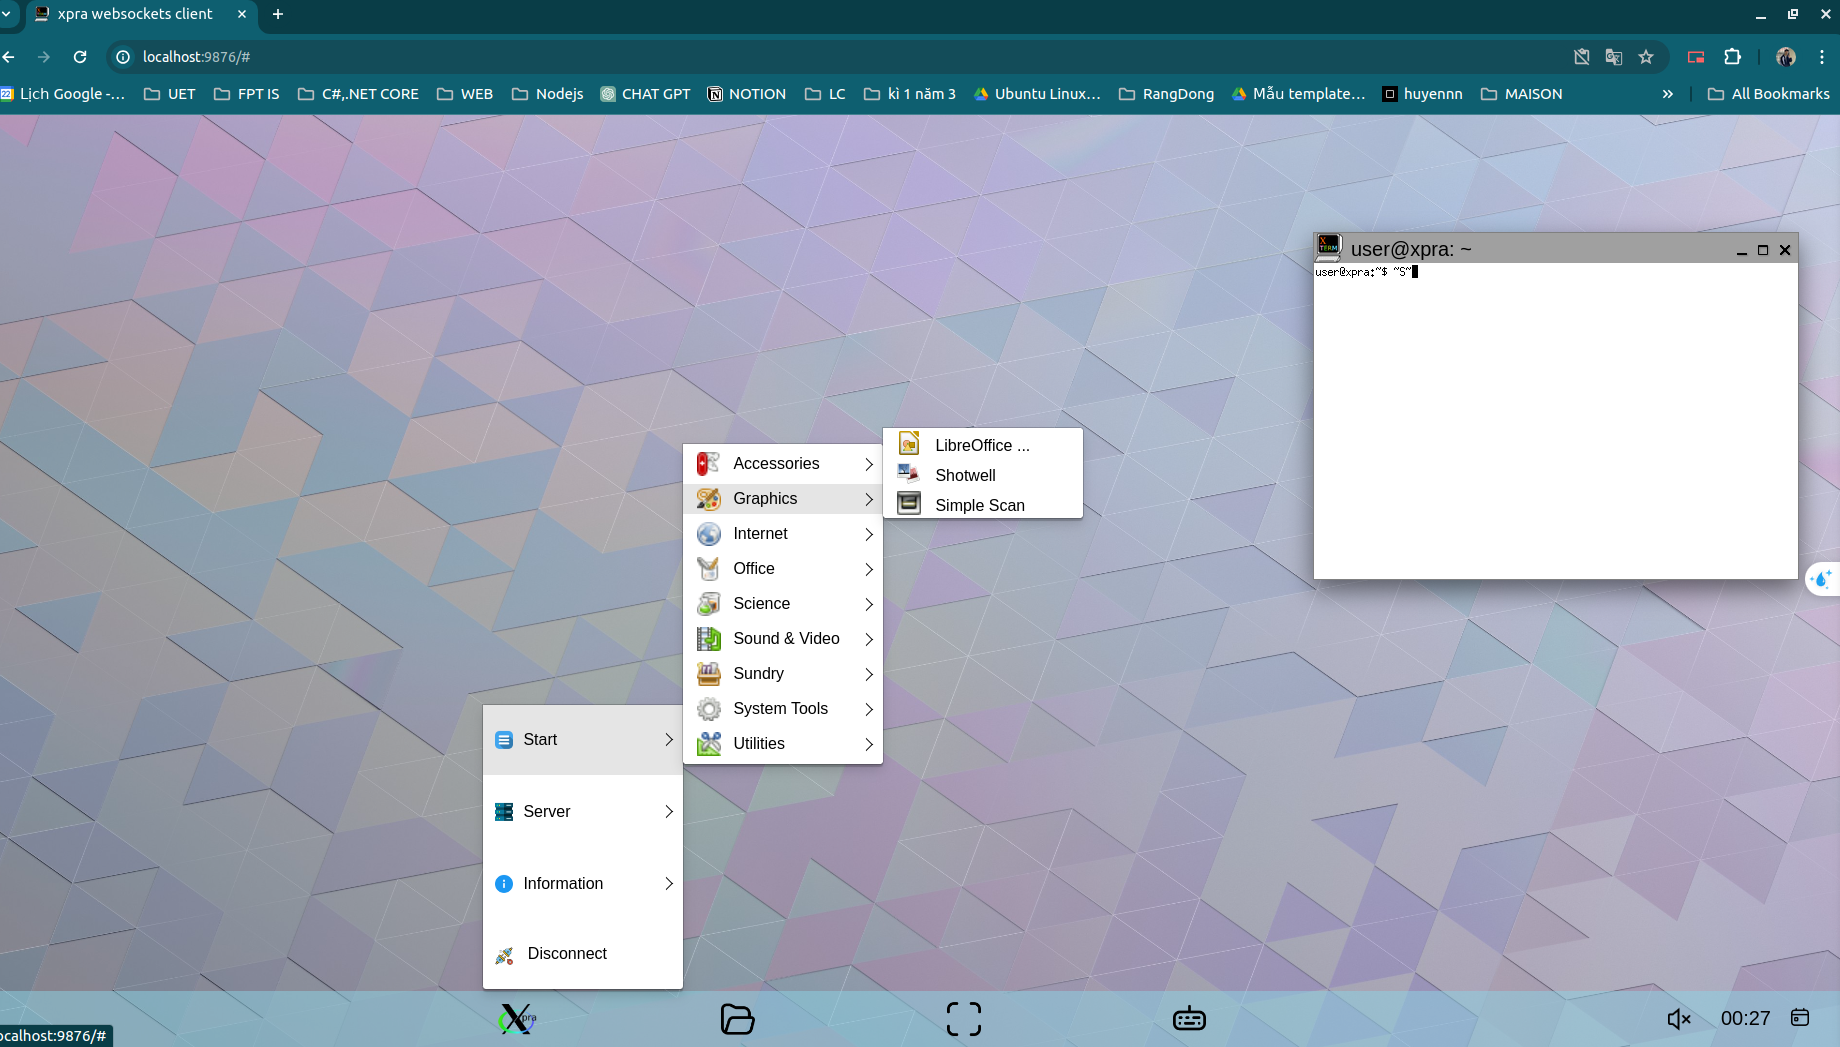 xpra websockets client
localhost:9876/#
22 Lịch Google -... UET FPT IS C#,.NET CORE WEB Nodejs CHAT GPT NOTION LC kì 1 năm 3 Ubuntu Linux... RangDong Mẫu template... huyennn MAISON » All Bookmarks
X TERM user@xpra: ~
user@xpra:~$ ~S~
LibreOffice ...
Shotwell
Simple Scan
Accessories
Graphics
Internet
Office
Science
Sound & Video
Sundry
System Tools
Utilities
Start
Server
Information
Disconnect
Xpra
00:27
ocalhost:9876/#